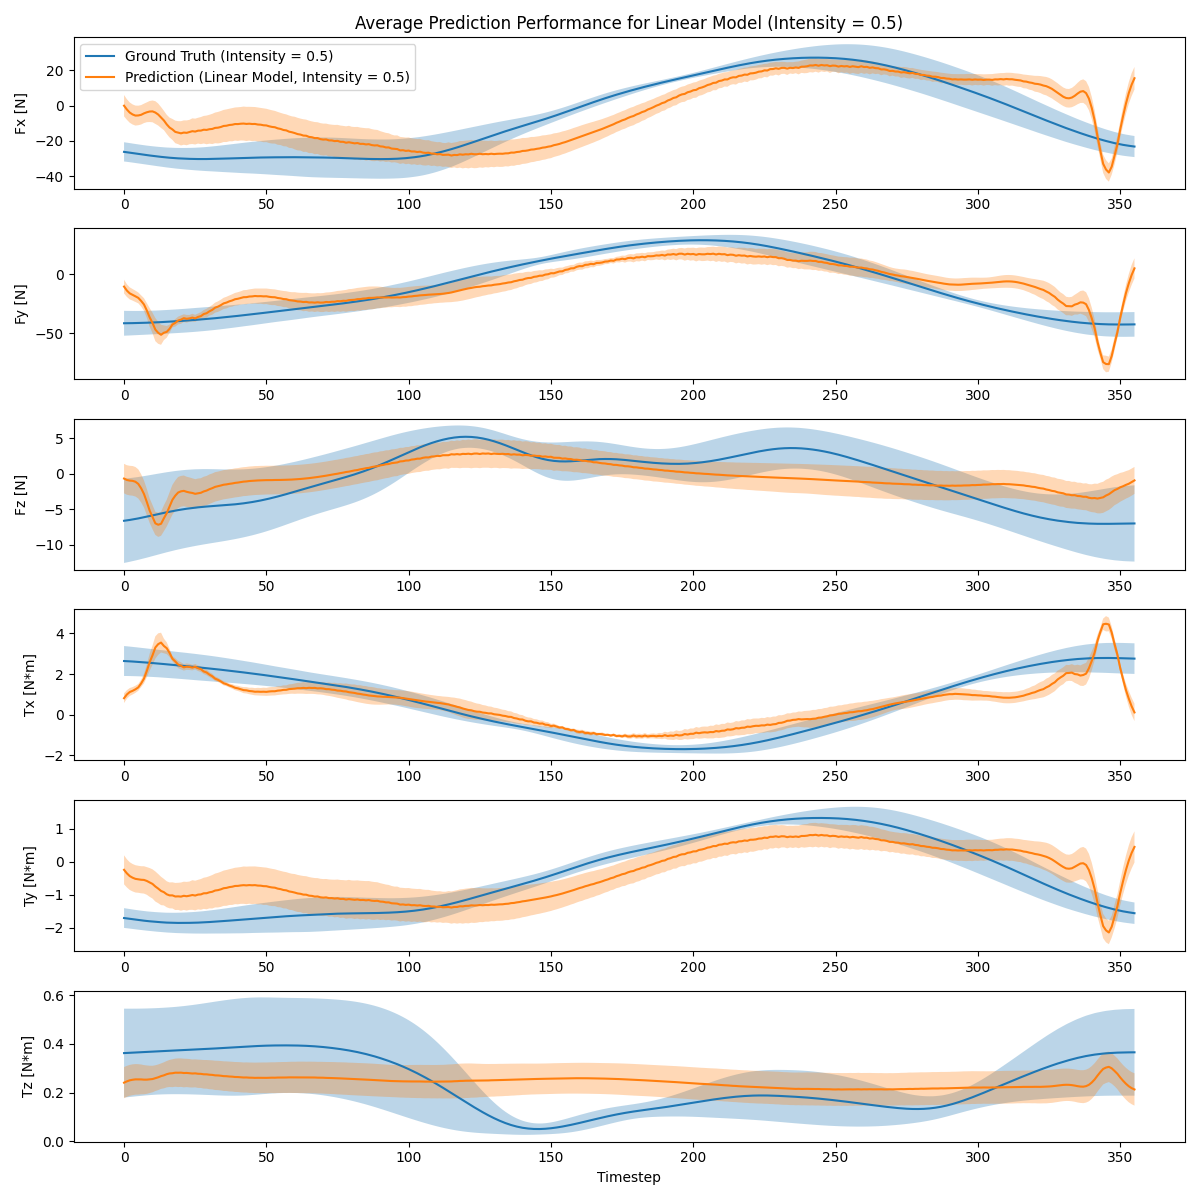 Average Prediction Performance for Linear Model (Intensity = 0.5)
Ground Truth (Intensity = 0.5)
Prediction (Linear Model, Intensity = 0.5)
Fx [N]
20
0
−20
−40
0 50 100 150 200 250 300 350
Fy [N]
0
−50
0 50 100 150 200 250 300 350
Fz [N]
5
0
−5
−10
0 50 100 150 200 250 300 350
Tx [N*m]
4
2
0
−2
0 50 100 150 200 250 300 350
Ty [N*m]
1
0
−1
−2
0 50 100 150 200 250 300 350
Tz [N*m]
0.6
0.4
0.2
0.0
0 50 100 150 200 250 300 350
Timestep